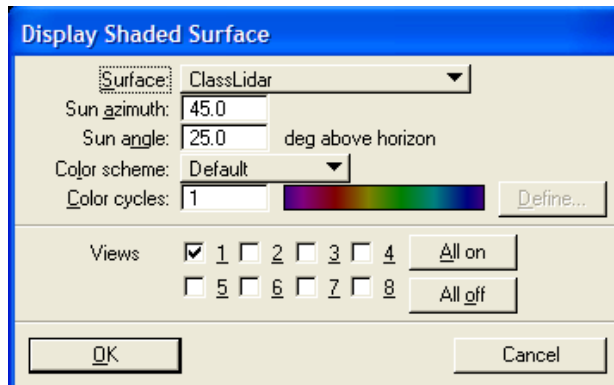 Display Shaded Surface
Surface: ClassLidar
Sun azimuth: 45.0
Sun angle: 25.0 deg above horizon
Color scheme: Default
Color cycles: 1 Define...
Views 1 2 3 4 All on
5 6 7 8 All off
OK Cancel